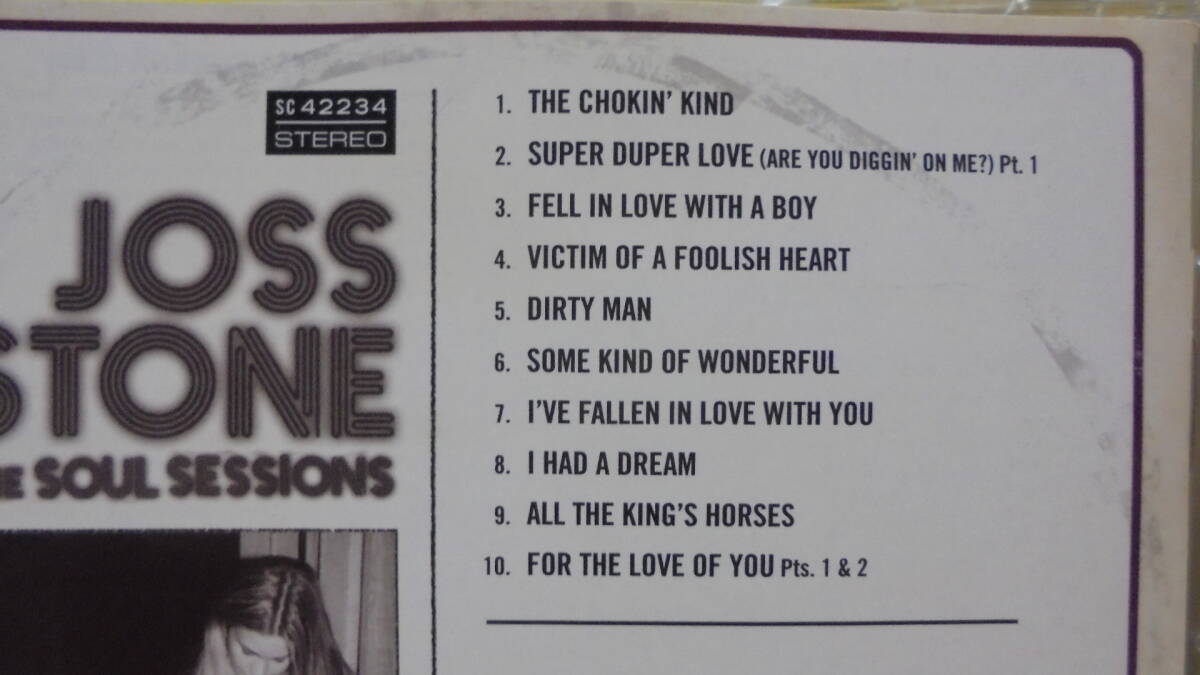 SC 42234
STEREO
JOSS
STONE
THE SOUL SESSIONS
1. THE CHOKIN' KIND
2. SUPER DUPER LOVE (ARE YOU DIGGIN' ON ME?) Pt. 1
3. FELL IN LOVE WITH A BOY
4. VICTIM OF A FOOLISH HEART
5. DIRTY MAN
6. SOME KIND OF WONDERFUL
7. I'VE FALLEN IN LOVE WITH YOU
8. I HAD A DREAM
9. ALL THE KING'S HORSES
10. FOR THE LOVE OF YOU Pts. 1 & 2